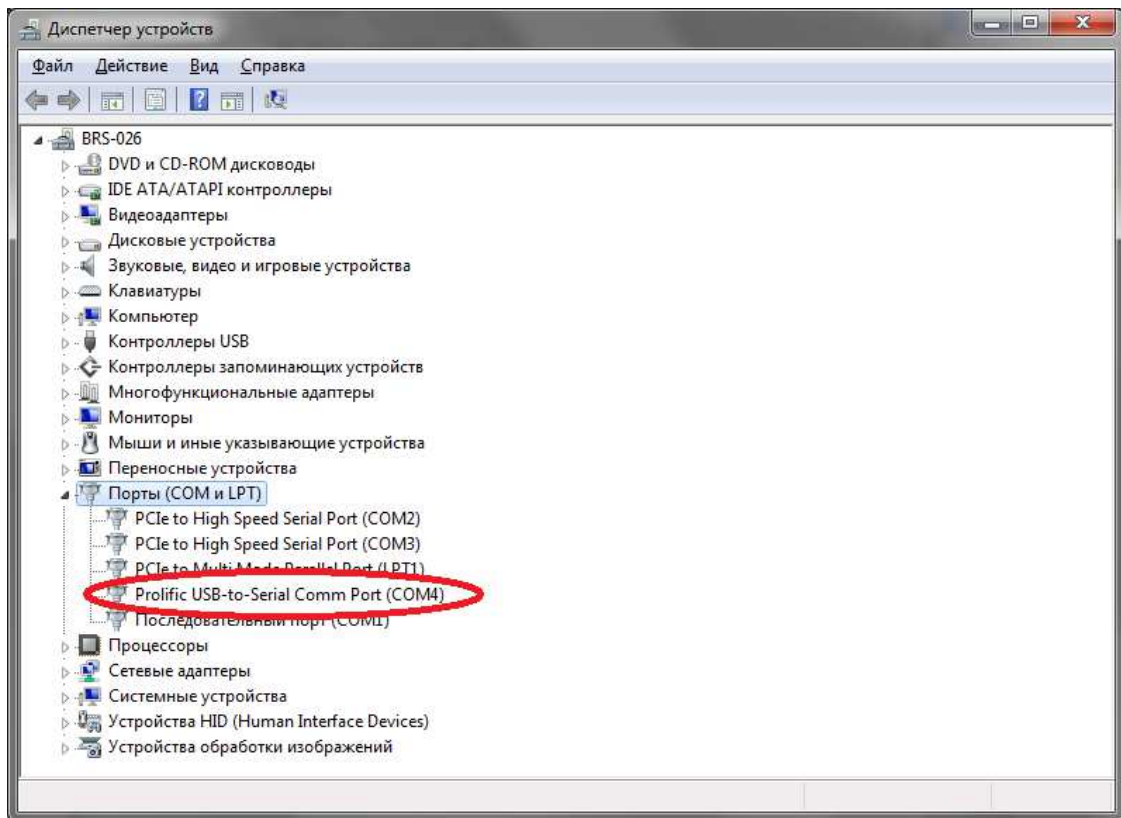 Диспетчер устройств
Файл Действие Вид Справка
BRS-026
DVD и CD-ROM дисководы
IDE ATA/ATAPI контроллеры
Видеоадаптеры
Дисковые устройства
Звуковые, видео и игровые устройства
Клавиатуры
Компьютер
Контроллеры USB
Контроллеры запоминающих устройств
Многофункциональные адаптеры
Мониторы
Мыши и иные указывающие устройства
Переносные устройства
Порты (COM и LPT)
PCIe to High Speed Serial Port (COM2)
PCIe to High Speed Serial Port (COM3)
PCIe to Multi Mode Parallel Port (LPT1)
Prolific USB-to-Serial Comm Port (COM4)
Последовательный порт (COM1)
Процессоры
Сетевые адаптеры
Системные устройства
Устройства HID (Human Interface Devices)
Устройства обработки изображений